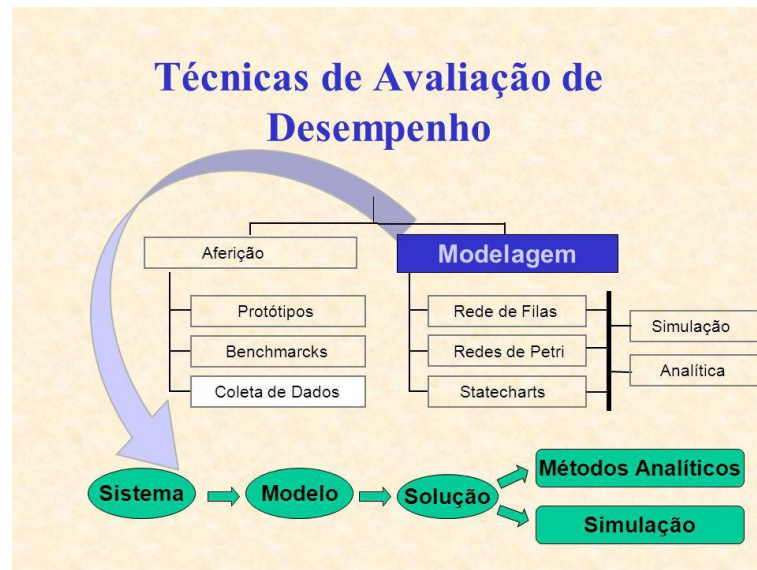 Técnicas de Avaliação de
Desempenho
Aferição
Modelagem
Protótipos
Rede de Filas
Simulação
Benchmarcks
Redes de Petri
Analítica
Coleta de Dados
Statecharts
Sistema
Modelo
Solução
Métodos Analíticos
Simulação